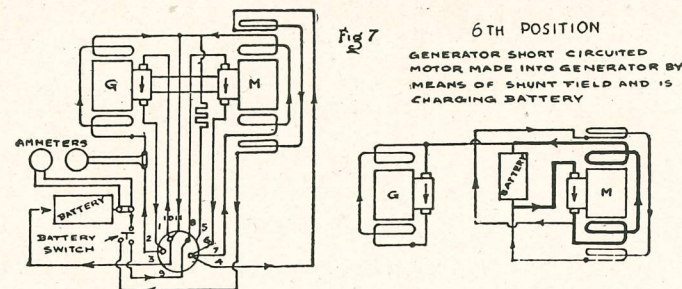 Fig 7
6TH POSITION
GENERATOR SHORT CIRCUITED
MOTOR MADE INTO GENERATOR BY
MEANS OF SHUNT FIELD AND IS
CHARGING BATTERY
G
M
AMMETERS
BATTERY
BATTERY
SWITCH
10 11
1
8
5
2
6
7
3
4
9
G
BATTERY
M